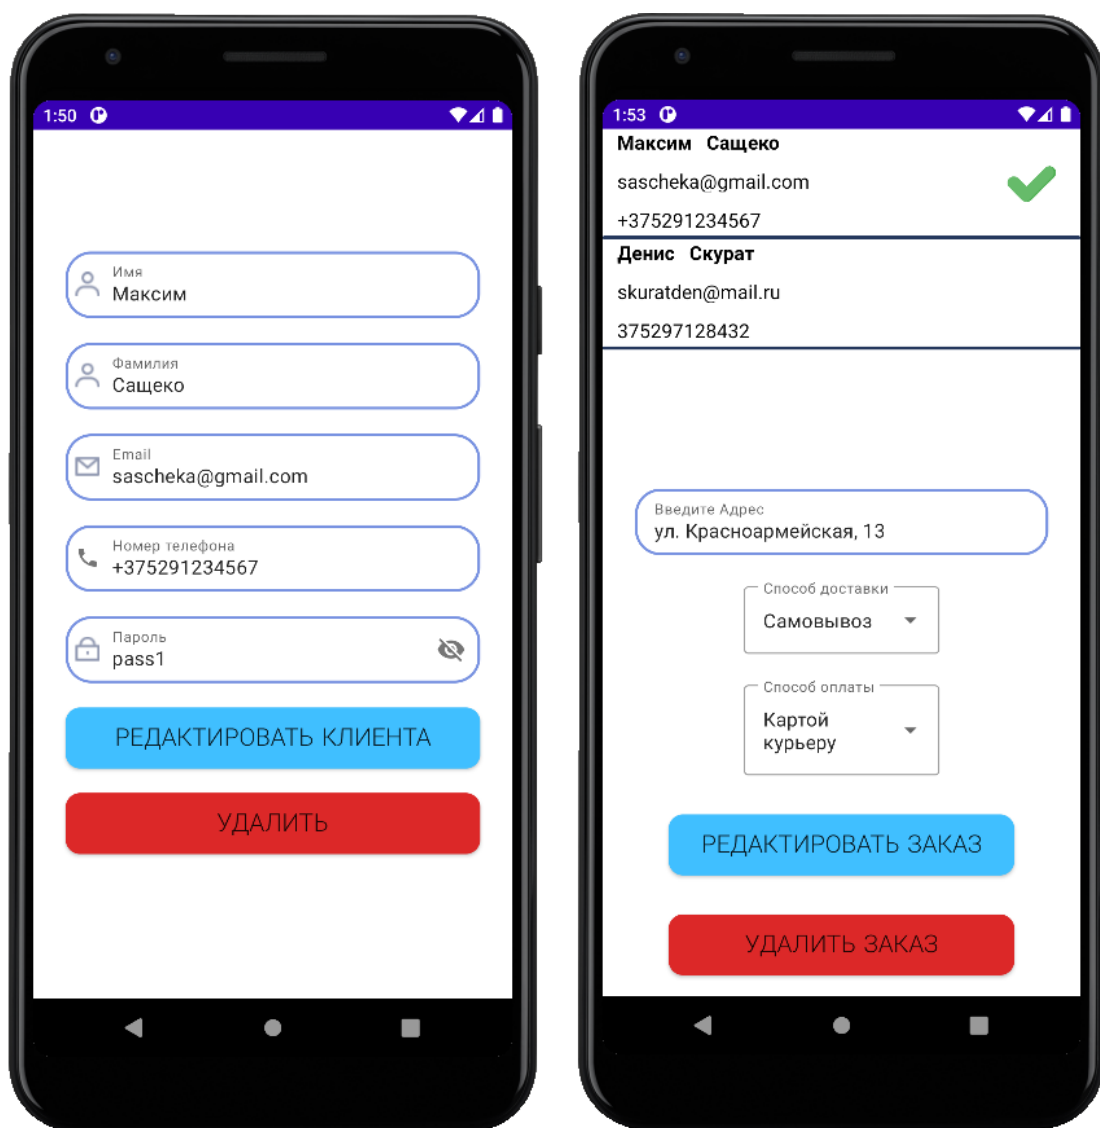 1:50
Имя
Максим
Фамилия
Сащеко
Email
sascheka@gmail.com
Номер телефона
+375291234567
Пароль
pass1
РЕДАКТИРОВАТЬ КЛИЕНТА
УДАЛИТЬ
1:53
Максим Сащеко
sascheka@gmail.com
+375291234567
Денис Скурат
skuratden@mail.ru
375297128432
Введите Адрес
ул. Красноармейская, 13
Способ доставки
Самовывоз
Способ оплаты
Картой
курьеру
РЕДАКТИРОВАТЬ ЗАКАЗ
УДАЛИТЬ ЗАКАЗ